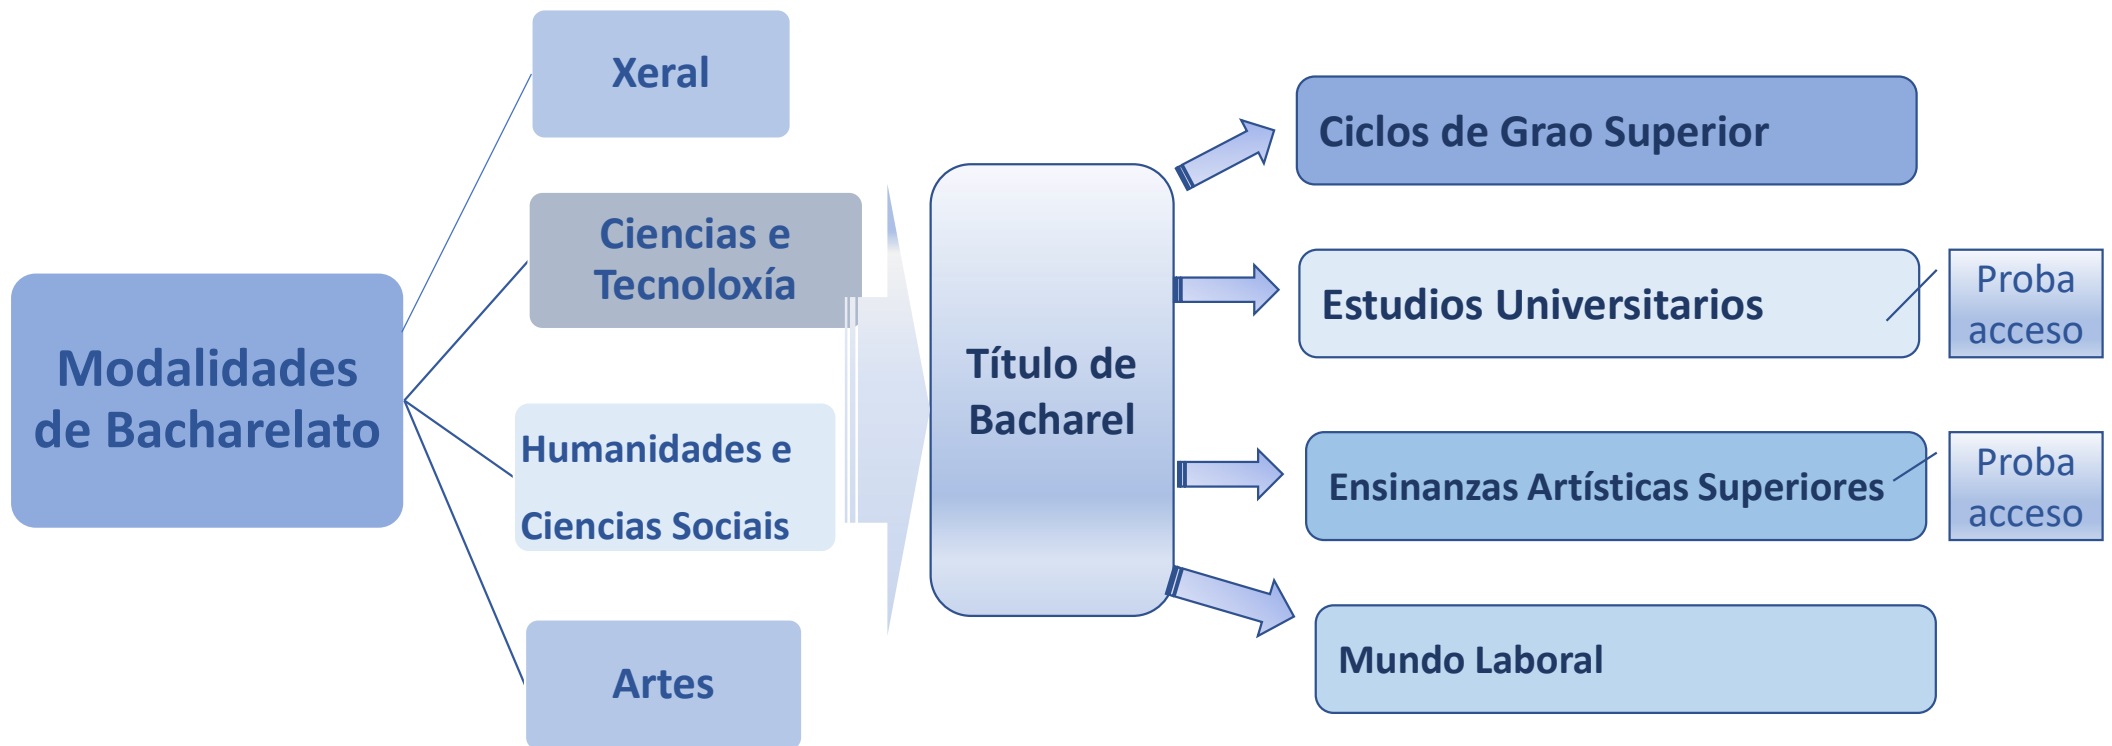 Modalidades
de Bacharelato
Xeral
Ciencias e
Tecnoloxía
Humanidades e
Ciencias Sociais
Artes
Título de
Bacharel
Ciclos de Grao Superior
Estudios Universitarios
Proba
acceso
Ensinanzas Artísticas Superiores
Proba
acceso
Mundo Laboral